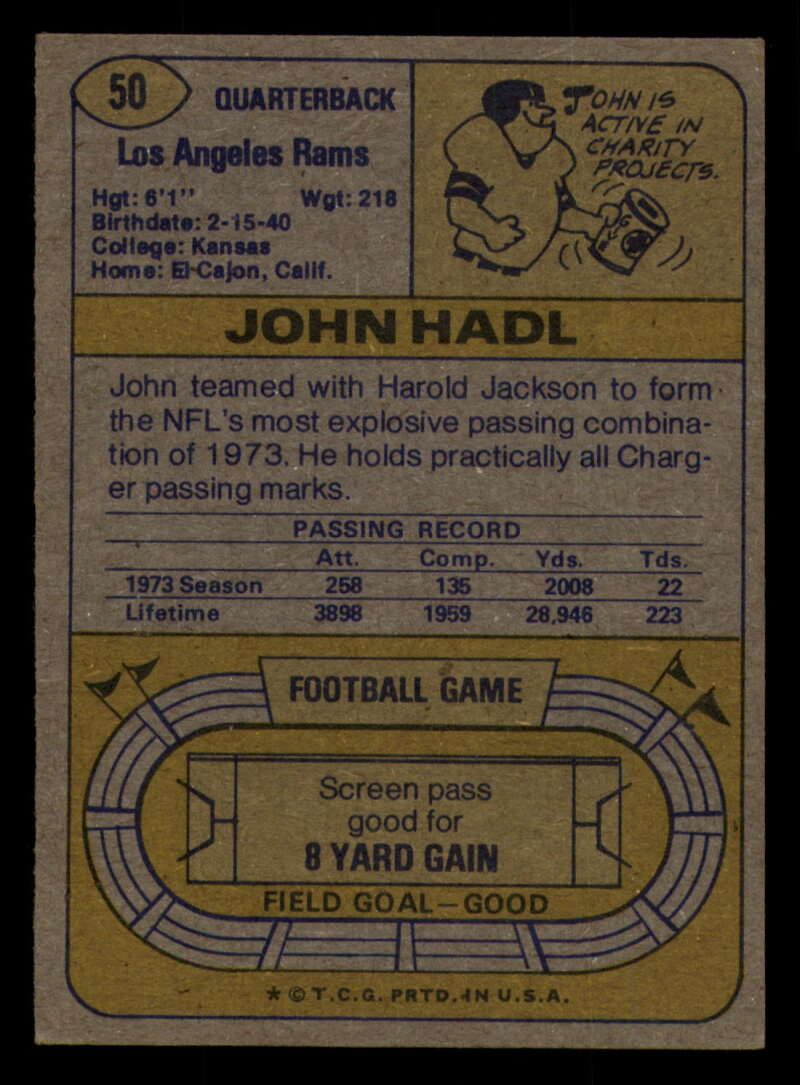 50
QUARTERBACK
Los Angeles Rams
Hgt: 6'1" Wgt: 218
Birthdate: 2-15-40
College: Kansas
Home: El Cajon, Calif.
JOHN IS
ACTIVE IN
CHARITY
PROJECTS.
JOHN HADL
John teamed with Harold Jackson to form
the NFL's most explosive passing combina-
tion of 1973. He holds practically all Charg-
er passing marks.
PASSING RECORD
Att. Comp. Yds. Tds.
1973 Season 258 135 2008 22
Lifetime 3898 1959 28,946 223
FOOTBALL GAME
Screen pass
good for
8 YARD GAIN
FIELD GOAL—GOOD
* © T.C.G. PRTD. IN U.S.A.